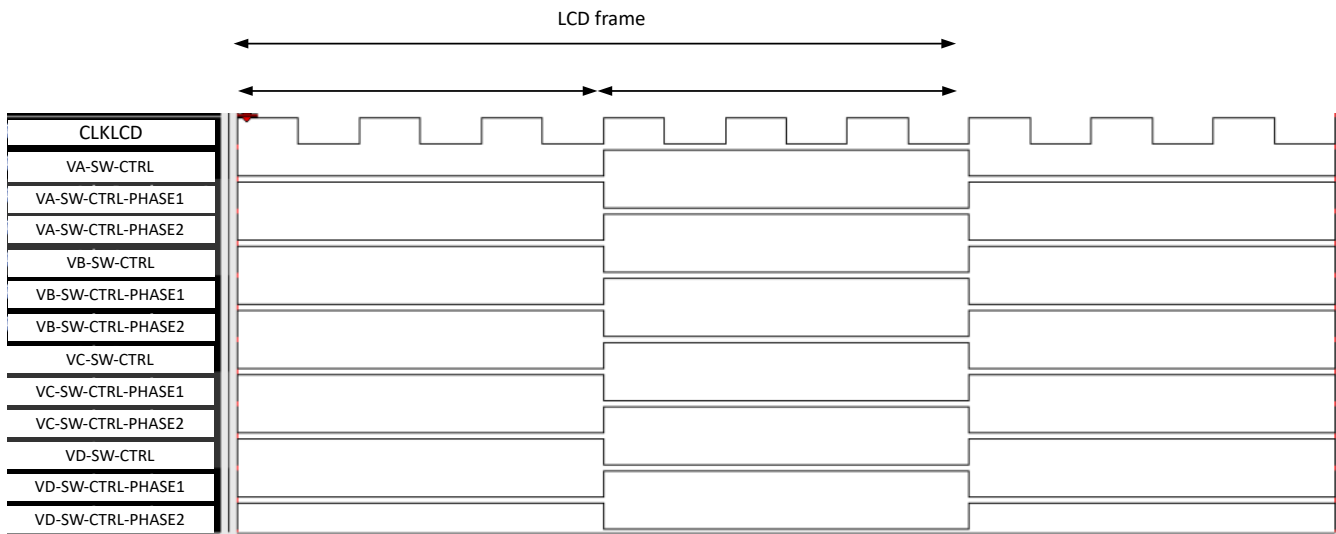 LCD frame
CLKLCD
VA-SW-CTRL
VA-SW-CTRL-PHASE1
VA-SW-CTRL-PHASE2
VB-SW-CTRL
VB-SW-CTRL-PHASE1
VB-SW-CTRL-PHASE2
VC-SW-CTRL
VC-SW-CTRL-PHASE1
VC-SW-CTRL-PHASE2
VD-SW-CTRL
VD-SW-CTRL-PHASE1
VD-SW-CTRL-PHASE2